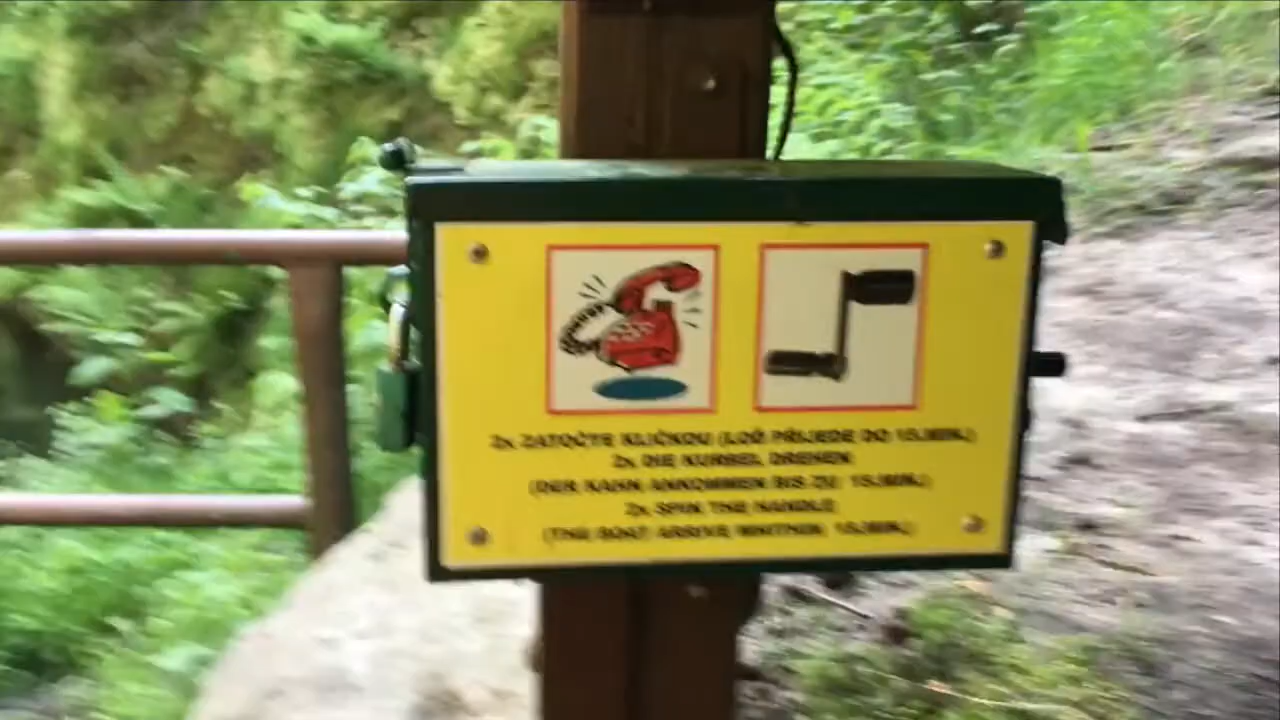 2x ZATOČTE KLIČKOU (LOĎ PŘIJEDE DO 15.MIN.)
2x DIE KURBEL DREHEN
(DER KAHN ANKOMMEN BIS ZU 15.MIN.)
2x SPIN THE HANDLE
(THE BOAT ARRIVE WHITHIN 15.MIN.)